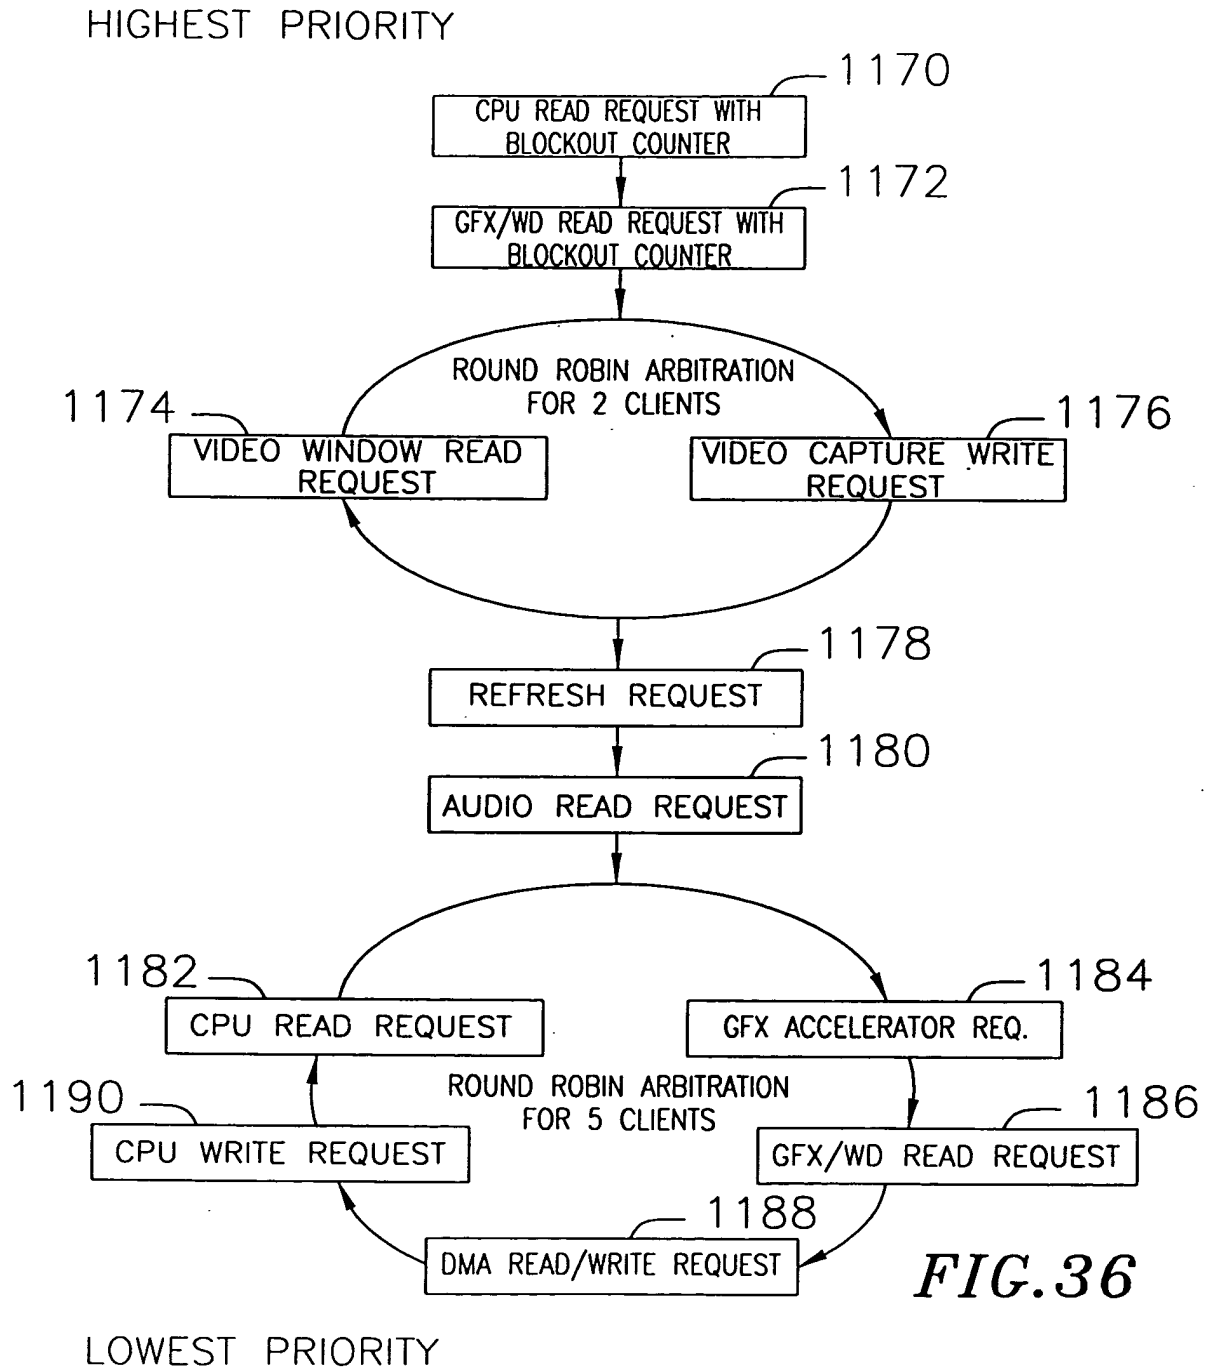 HIGHEST PRIORITY
1170
CPU READ REQUEST WITH
BLOCKOUT COUNTER
1172
GFX/WD READ REQUEST WITH
BLOCKOUT COUNTER
ROUND ROBIN ARBITRATION
FOR 2 CLIENTS
1174
VIDEO WINDOW READ
REQUEST
1176
VIDEO CAPTURE WRITE
REQUEST
1178
REFRESH REQUEST
1180
AUDIO READ REQUEST
1182
CPU READ REQUEST
1184
GFX ACCELERATOR REQ.
ROUND ROBIN ARBITRATION
FOR 5 CLIENTS
1190
CPU WRITE REQUEST
1186
GFX/WD READ REQUEST
1188
DMA READ/WRITE REQUEST
FIG.36
LOWEST PRIORITY